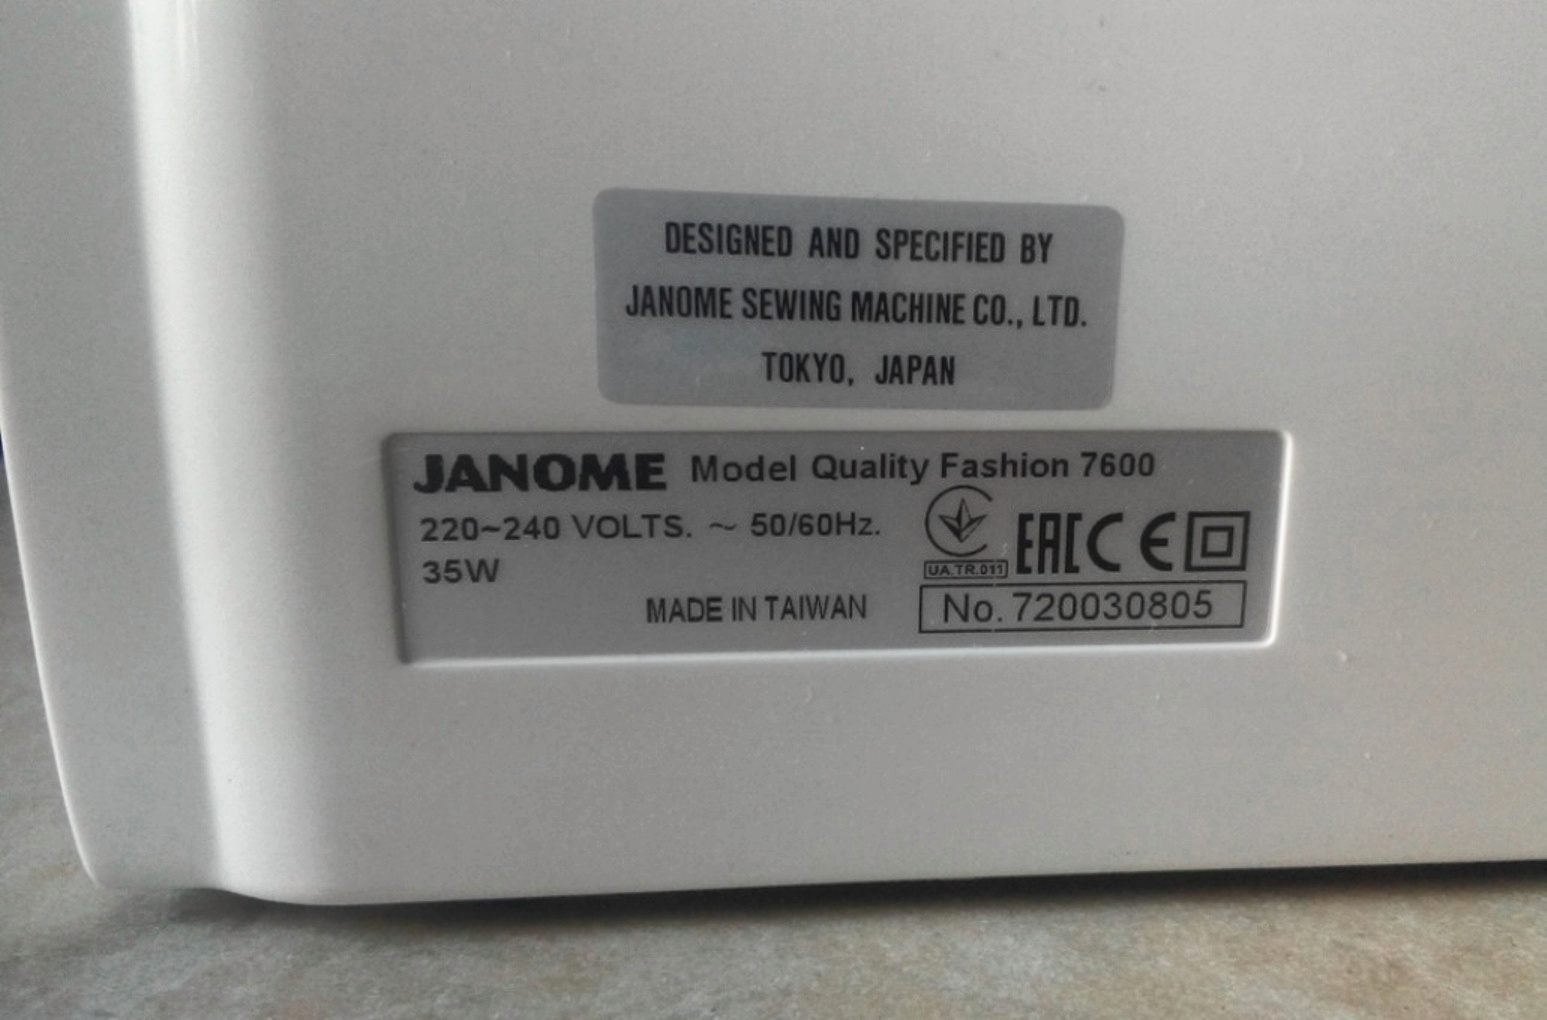 DESIGNED AND SPECIFIED BY
JANOME SEWING MACHINE CO., LTD.
TOKYO, JAPAN
JANOME Model Quality Fashion 7600
220~240 VOLTS. ~ 50/60Hz.
35W
UA.TR.011
EAC CE
MADE IN TAIWAN
No. 720030805